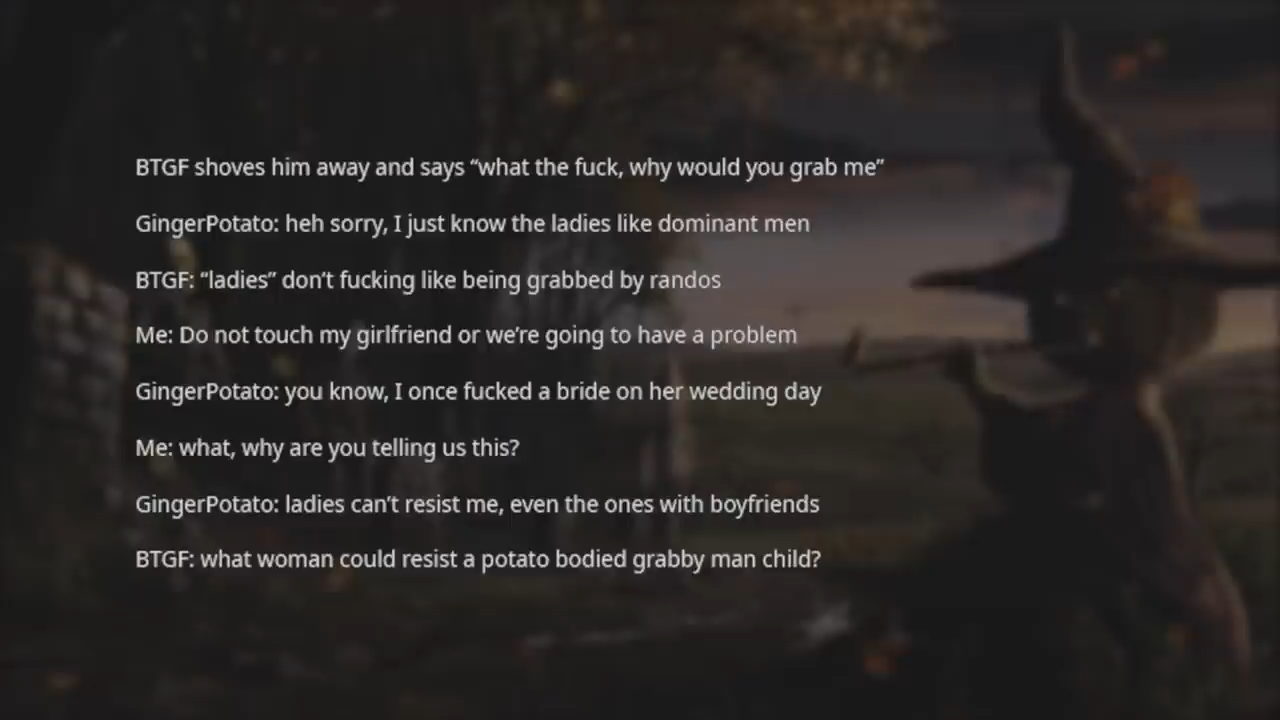 BTGF shoves him away and says “what the fuck, why would you grab me”
GingerPotato: heh sorry, I just know the ladies like dominant men
BTGF: “ladies” don’t fucking like being grabbed by randos
Me: Do not touch my girlfriend or we’re going to have a problem
GingerPotato: you know, I once fucked a bride on her wedding day
Me: what, why are you telling us this?
GingerPotato: ladies can’t resist me, even the ones with boyfriends
BTGF: what woman could resist a potato bodied grabby man child?